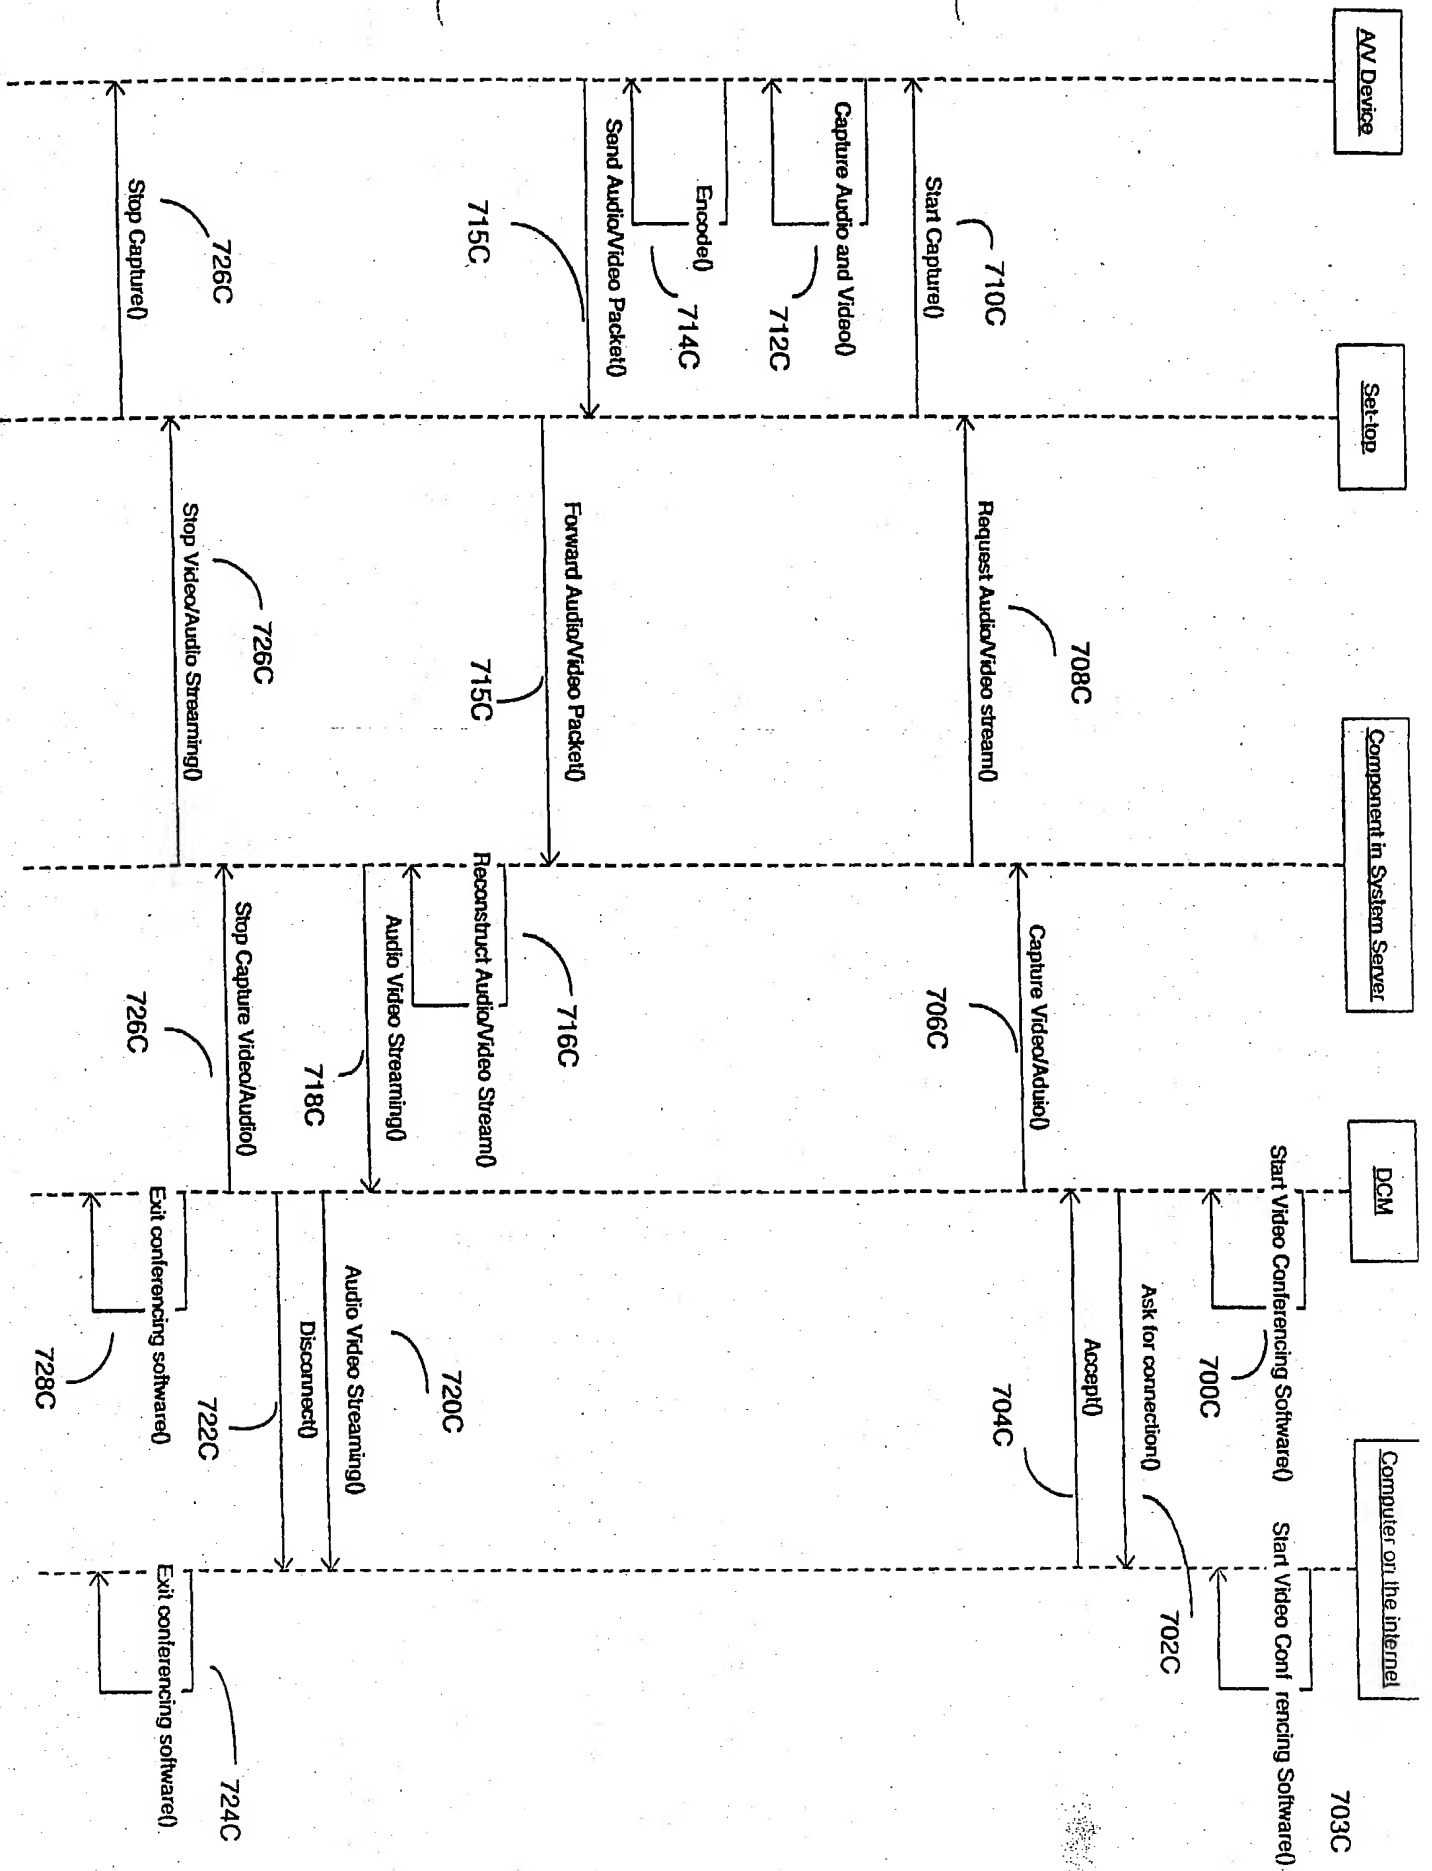 A/V Device
Set-top
Component in System Server
DCM
Computer on the internet
703C
Start Video Conferencing Software()
Start Video Conf rencing Software()
700C
702C
Ask for connection()
Accept()
704C
Capture Video/Aduio()
706C
708C
Request Audio/Video stream()
710C
Start Capture()
Capture Audio and Video()
712C
Encode()
714C
Send Audio/Video Packet()
715C
Forward Audio/Video Packet()
715C
716C
Reconstruct Audio/Video Stream()
Audio Video Streaming()
718C
720C
Audio Video Streaming()
Disconnect()
722C
Stop Capture Video/Audio()
726C
726C
Stop Video/Audio Streaming()
726C
Stop Capture()
Exit conferencing software()
728C
Exit conferencing software()
724C